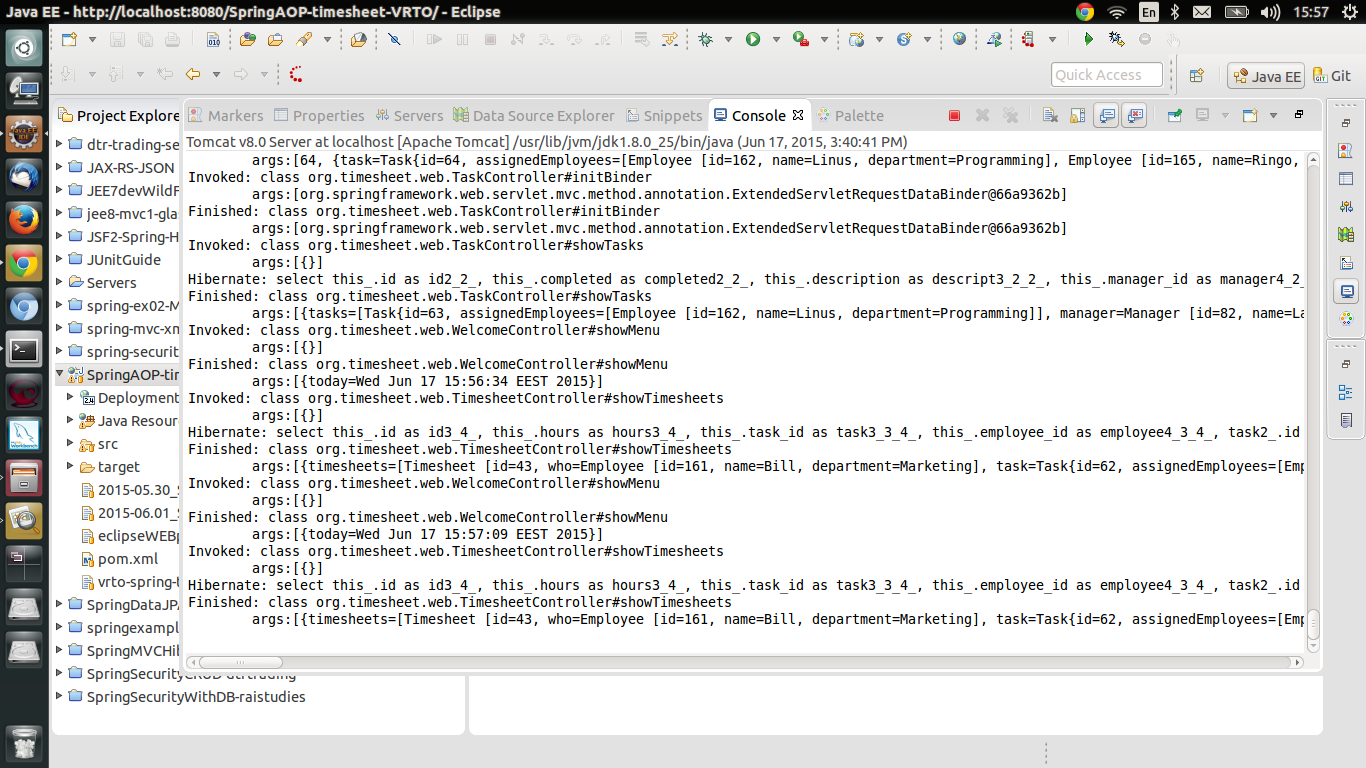 Java EE - http://localhost:8080/SpringAOP-timesheet-VRTO/ - Eclipse
En
15:57
Quick Access
Java EE
Git
Project Explore
Markers
Properties
Servers
Data Source Explorer
Snippets
Console
Palette
Tomcat v8.0 Server at localhost [Apache Tomcat] /usr/lib/jvm/jdk1.8.0_25/bin/java (Jun 17, 2015, 3:40:41 PM)
args:[64, {task=Task{id=64, assignedEmployees=[Employee [id=162, name=Linus, department=Programming], Employee [id=165, name=Ringo,
Invoked: class org.timesheet.web.TaskController#initBinder
args:[org.springframework.web.servlet.mvc.method.annotation.ExtendedServletRequestDataBinder@66a9362b]
Finished: class org.timesheet.web.TaskController#initBinder
args:[org.springframework.web.servlet.mvc.method.annotation.ExtendedServletRequestDataBinder@66a9362b]
Invoked: class org.timesheet.web.TaskController#showTasks
args:[{}]
Hibernate: select this_.id as id2_2_, this_.completed as completed2_2_, this_.description as descript3_2_2_, this_.manager_id as manager4_2_
Finished: class org.timesheet.web.TaskController#showTasks
args:[{tasks=[Task{id=63, assignedEmployees=[Employee [id=162, name=Linus, department=Programming]], manager=Manager [id=82, name=La
Invoked: class org.timesheet.web.WelcomeController#showMenu
args:[{}]
Finished: class org.timesheet.web.WelcomeController#showMenu
args:[{today=Wed Jun 17 15:56:34 EEST 2015}]
Invoked: class org.timesheet.web.TimesheetController#showTimesheets
args:[{}]
Hibernate: select this_.id as id3_4_, this_.hours as hours3_4_, this_.task_id as task3_3_4_, this_.employee_id as employee4_3_4_, task2_.id
Finished: class org.timesheet.web.TimesheetController#showTimesheets
args:[{timesheets=[Timesheet [id=43, who=Employee [id=161, name=Bill, department=Marketing], task=Task{id=62, assignedEmployees=[Emp
Invoked: class org.timesheet.web.WelcomeController#showMenu
args:[{}]
Finished: class org.timesheet.web.WelcomeController#showMenu
args:[{today=Wed Jun 17 15:57:09 EEST 2015}]
Invoked: class org.timesheet.web.TimesheetController#showTimesheets
args:[{}]
Hibernate: select this_.id as id3_4_, this_.hours as hours3_4_, this_.task_id as task3_3_4_, this_.employee_id as employee4_3_4_, task2_.id
Finished: class org.timesheet.web.TimesheetController#showTimesheets
args:[{timesheets=[Timesheet [id=43, who=Employee [id=161, name=Bill, department=Marketing], task=Task{id=62, assignedEmployees=[Emp
dtr-trading-se
JAX-RS-JSON
JEE7devWildF
jee8-mvc1-gla
JSF2-Spring-H
JUnitGuide
Servers
spring-ex02-M
spring-mvc-xm
spring-securit
SpringAOP-tim
Deployment
Java Resour
src
target
2015-05.30_S
2015-06.01_S
eclipseWEBp
pom.xml
vrto-spring-t
SpringDataJPA
springexampl
SpringMVCHib
SpringSecurityCRUD-dtrtrading
SpringSecurityWithDB-raistudies